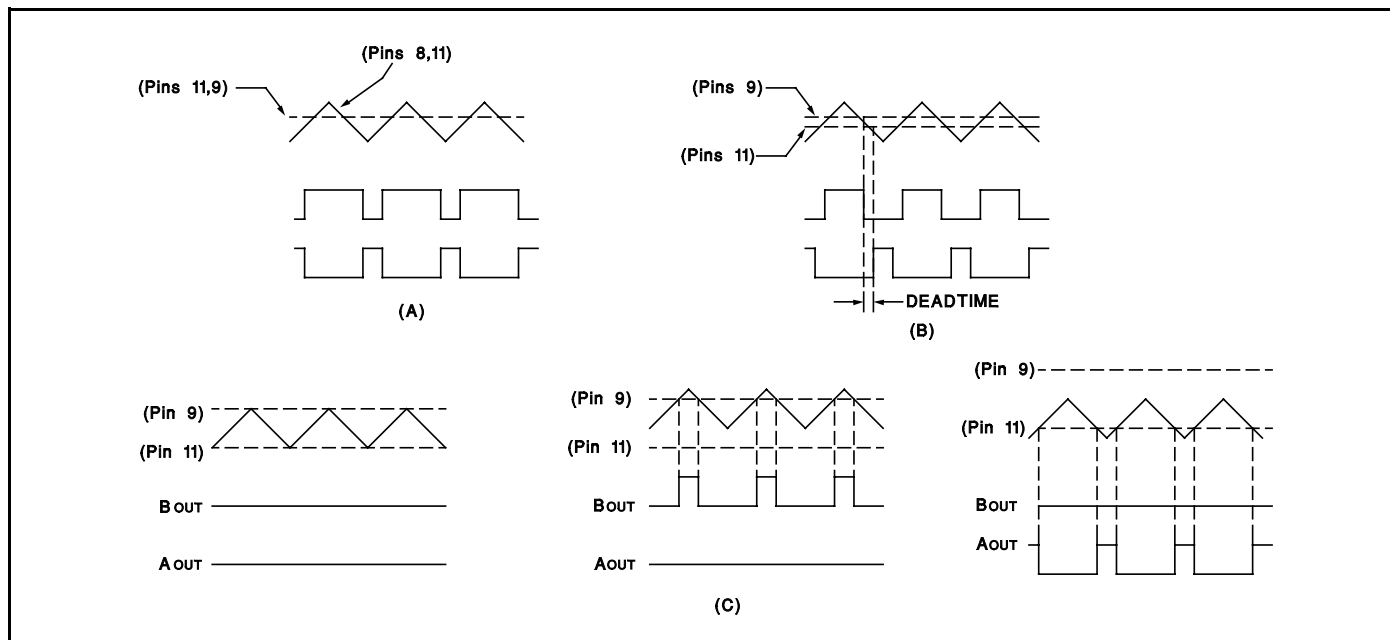 (Pins 8,11)
(Pins 11,9)
(A)
(Pins 9)
(Pins 11)
DEADTIME
(B)
(Pin 9)
(Pin 11)
BOUT
AOUT
(Pin 9)
(Pin 11)
BOUT
AOUT
(C)
(Pin 9)
(Pin 11)
BOUT
AOUT